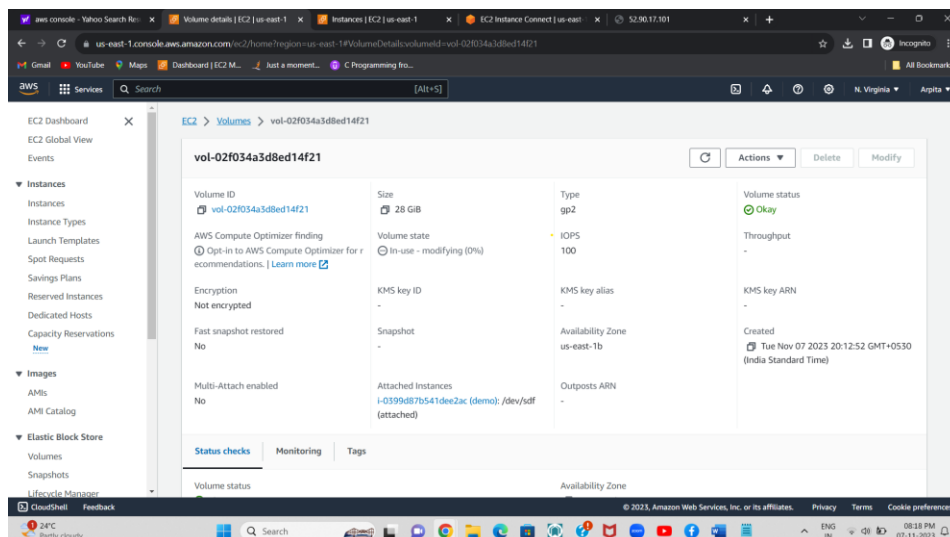 aws console - Yahoo Search Res
Volume details | EC2 | us-east-1
Instances | EC2 | us-east-1
EC2 Instance Connect | us-east-
52.90.17.101
us-east-1.console.aws.amazon.com/ec2/home?region=us-east-1#VolumeDetails:volumeId=vol-02f034a3d8ed14f21
Incognito
Gmail YouTube Maps Dashboard | EC2 M... Just a moment... C Programming fro... All Bookmark
aws Services Search [Alt+S] N. Virginia Arpita
EC2 Dashboard
EC2 Global View
Events
Instances
Instances
Instance Types
Launch Templates
Spot Requests
Savings Plans
Reserved Instances
Dedicated Hosts
Capacity Reservations
New
Images
AMIs
AMI Catalog
Elastic Block Store
Volumes
Snapshots
Lifecycle Manager
EC2 > Volumes > vol-02f034a3d8ed14f21
vol-02f034a3d8ed14f21
Actions Delete Modify
Volume ID
vol-02f034a3d8ed14f21
Size
28 GiB
Type
gp2
Volume status
Okay
AWS Compute Optimizer finding
Opt-in to AWS Compute Optimizer for r
ecommendations. | Learn more
Volume state
In-use - modifying (0%)
IOPS
100
Throughput
-
Encryption
Not encrypted
KMS key ID
-
KMS key alias
-
KMS key ARN
-
Fast snapshot restored
No
Snapshot
-
Availability Zone
us-east-1b
Created
Tue Nov 07 2023 20:12:52 GMT+0530
(India Standard Time)
Multi-Attach enabled
No
Attached Instances
i-0399d87b541dee2ac (demo): /dev/sdf
(attached)
Outposts ARN
-
Status checks Monitoring Tags
Volume status
Availability Zone
CloudShell Feedback
© 2023, Amazon Web Services, Inc. or its affiliates. Privacy Terms Cookie preference
24°C
Partly cloudy
Search
ENG
IN
08:18 PM
07-11-2023